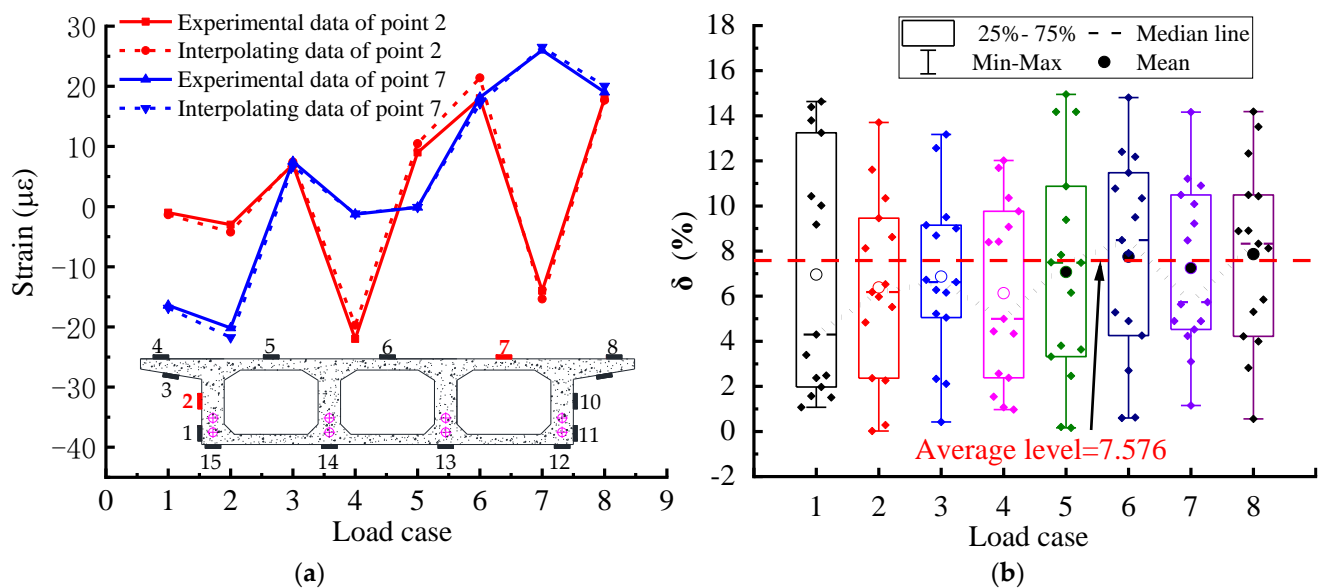 30
20
10
0
−10
−20
−30
−40
Strain (με)
Experimental data of point 2
Interpolating data of point 2
Experimental data of point 7
Interpolating data of point 7
4
5
6
7
8
3
2
10
1
11
15
14
13
12
0 1 2 3 4 5 6 7 8 9
Load case
(a)
18
16
14
12
10
8
6
4
2
0
-2
δ (%)
25%- 75%
Median line
Min-Max
Mean
Average level=7.576
1 2 3 4 5 6 7 8
Load case
(b)